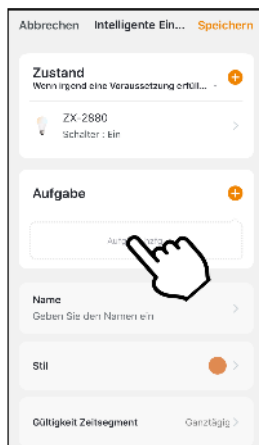 Abbrechen Intelligente Ein... Speichern
Zustand
Wenn irgend eine Voraussetzung erfüll...
ZX-2880
Schalter : Ein
Aufgabe
Name
Geben Sie den Namen ein
Stil
Gültigkeit Zeitsegment Ganztägig